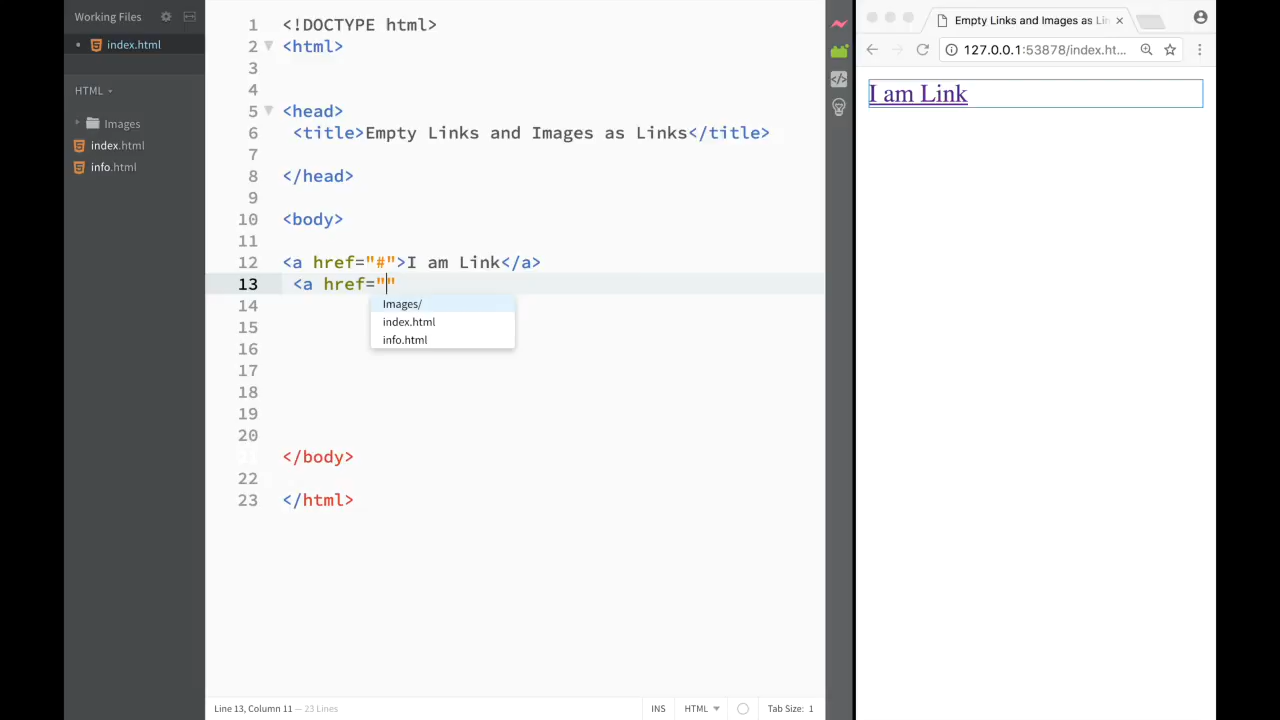 Working Files
index.html
HTML
Images
index.html
info.html
1 <!DOCTYPE html>
2 <html>
3
4
5 <head>
6 <title>Empty Links and Images as Links</title>
7
8 </head>
9
10 <body>
11
12 <a href="#">I am Link</a>
13 <a href=""
14
15
16
17
18
19
20
</body>
22
23 </html>
Images/
index.html
info.html
Line 13, Column 11 — 23 Lines
INS
HTML
Tab Size: 1
Empty Links and Images as Lin
127.0.0.1:53878/index.ht...
I am Link